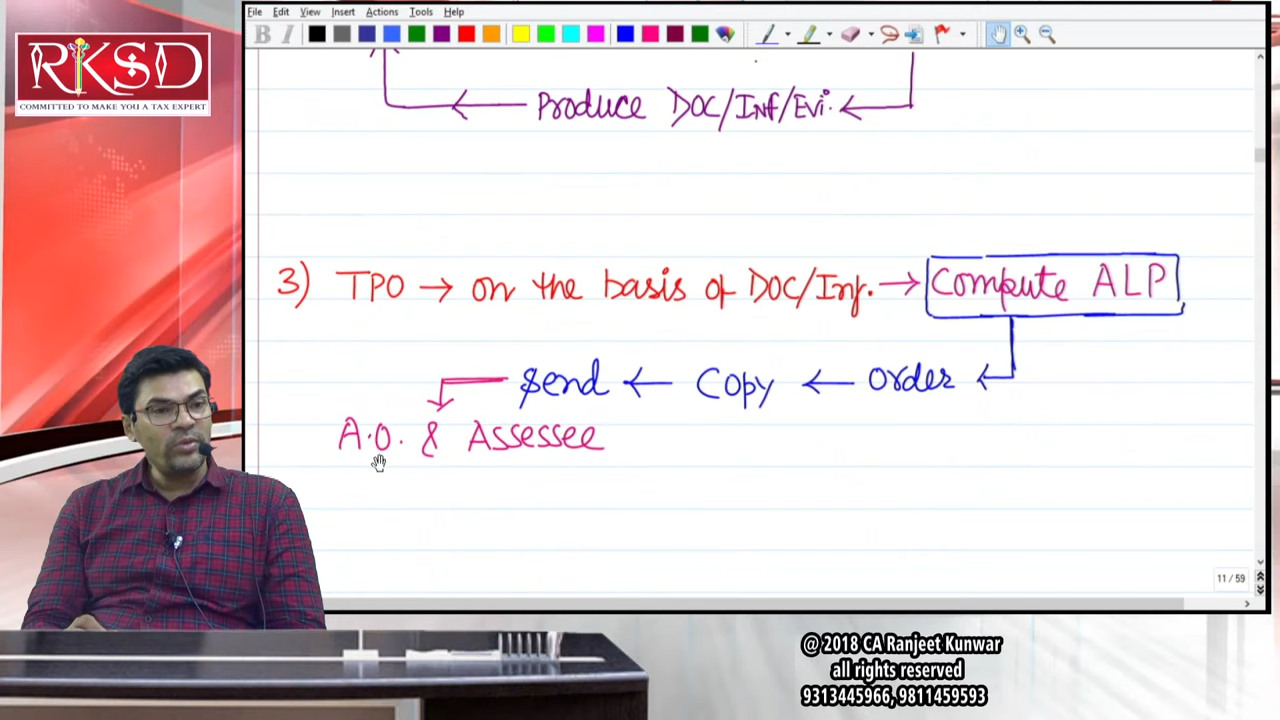 File Edit View Insert Actions Tools Help
B I
RKSD
COMMITTED TO MAKE YOU A TAX EXPERT
Produce DOC/Inf/Evi.
3) TPO → on the basis of DOC/Inf. → Compute ALP
Send ← Copy ← Order ←
A.O. & Assessee
11 / 59
@ 2018 CA Ranjeet Kunwar
all rights reserved
9313445966, 9811459593